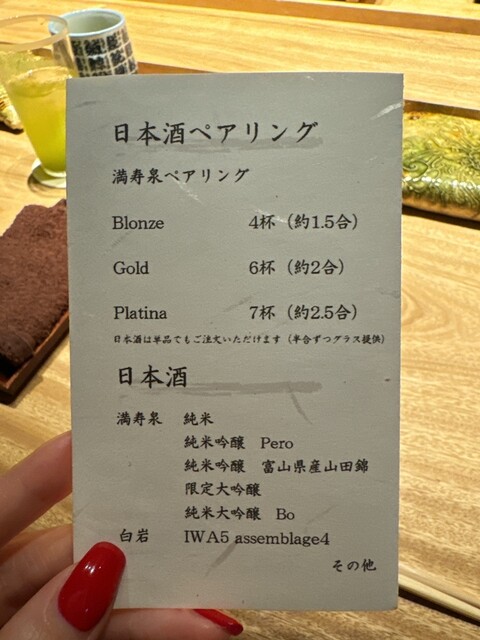 日本酒ペアリング
満寿泉ペアリング
Blonze 4杯（約1.5合）
Gold 6杯（約2合）
Platina 7杯（約2.5合）
日本酒は単品でもご注文いただけます（半合ずつグラス提供）
日本酒
満寿泉 純米
純米吟醸 Pero
純米吟醸 富山県産山田錦
限定大吟醸
純米大吟醸 Bo
白岩 IWA5 assemblage4
その他